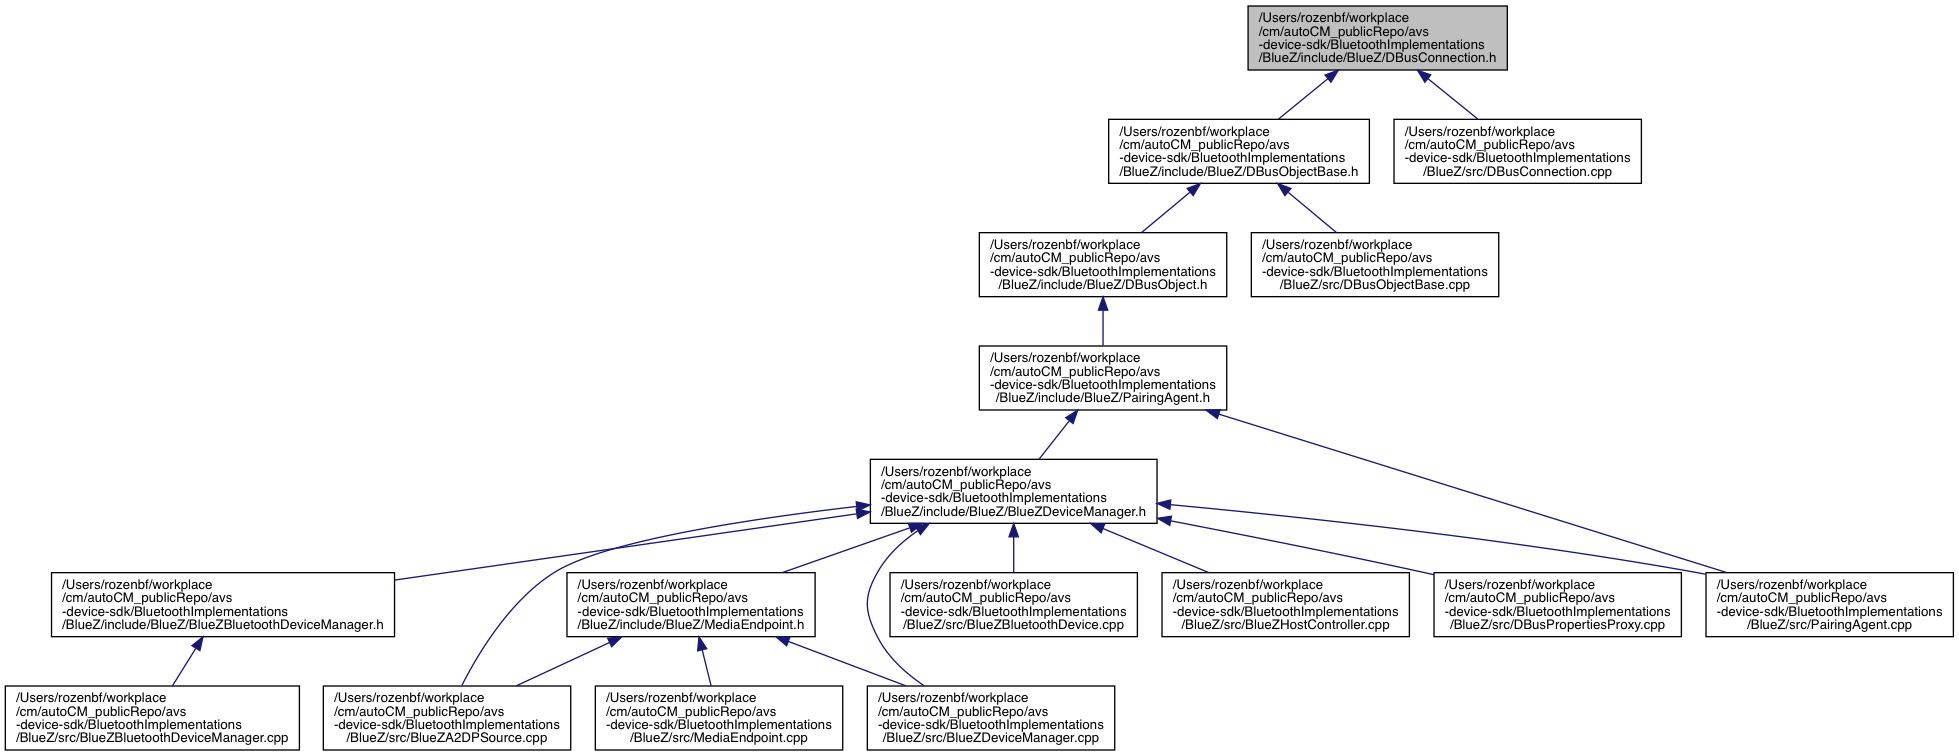 /Users/rozenbf/workplace
/cm/autoCM_publicRepo/avs
-device-sdk/BluetoothImplementations
/BlueZ/include/BlueZ/DBusConnection.h
/Users/rozenbf/workplace
/cm/autoCM_publicRepo/avs
-device-sdk/BluetoothImplementations
/BlueZ/include/BlueZ/DBusObjectBase.h
/Users/rozenbf/workplace
/cm/autoCM_publicRepo/avs
-device-sdk/BluetoothImplementations
/BlueZ/src/DBusConnection.cpp
/Users/rozenbf/workplace
/cm/autoCM_publicRepo/avs
-device-sdk/BluetoothImplementations
/BlueZ/include/BlueZ/DBusObject.h
/Users/rozenbf/workplace
/cm/autoCM_publicRepo/avs
-device-sdk/BluetoothImplementations
/BlueZ/src/DBusObjectBase.cpp
/Users/rozenbf/workplace
/cm/autoCM_publicRepo/avs
-device-sdk/BluetoothImplementations
/BlueZ/include/BlueZ/PairingAgent.h
/Users/rozenbf/workplace
/cm/autoCM_publicRepo/avs
-device-sdk/BluetoothImplementations
/BlueZ/include/BlueZ/BlueZDeviceManager.h
/Users/rozenbf/workplace
/cm/autoCM_publicRepo/avs
-device-sdk/BluetoothImplementations
/BlueZ/include/BlueZ/BlueZBluetoothDeviceManager.h
/Users/rozenbf/workplace
/cm/autoCM_publicRepo/avs
-device-sdk/BluetoothImplementations
/BlueZ/include/BlueZ/MediaEndpoint.h
/Users/rozenbf/workplace
/cm/autoCM_publicRepo/avs
-device-sdk/BluetoothImplementations
/BlueZ/src/BlueZBluetoothDevice.cpp
/Users/rozenbf/workplace
/cm/autoCM_publicRepo/avs
-device-sdk/BluetoothImplementations
/BlueZ/src/BlueZHostController.cpp
/Users/rozenbf/workplace
/cm/autoCM_publicRepo/avs
-device-sdk/BluetoothImplementations
/BlueZ/src/DBusPropertiesProxy.cpp
/Users/rozenbf/workplace
/cm/autoCM_publicRepo/avs
-device-sdk/BluetoothImplementations
/BlueZ/src/PairingAgent.cpp
/Users/rozenbf/workplace
/cm/autoCM_publicRepo/avs
-device-sdk/BluetoothImplementations
/BlueZ/src/BlueZBluetoothDeviceManager.cpp
/Users/rozenbf/workplace
/cm/autoCM_publicRepo/avs
-device-sdk/BluetoothImplementations
/BlueZ/src/BlueZA2DPSource.cpp
/Users/rozenbf/workplace
/cm/autoCM_publicRepo/avs
-device-sdk/BluetoothImplementations
/BlueZ/src/MediaEndpoint.cpp
/Users/rozenbf/workplace
/cm/autoCM_publicRepo/avs
-device-sdk/BluetoothImplementations
/BlueZ/src/BlueZDeviceManager.cpp